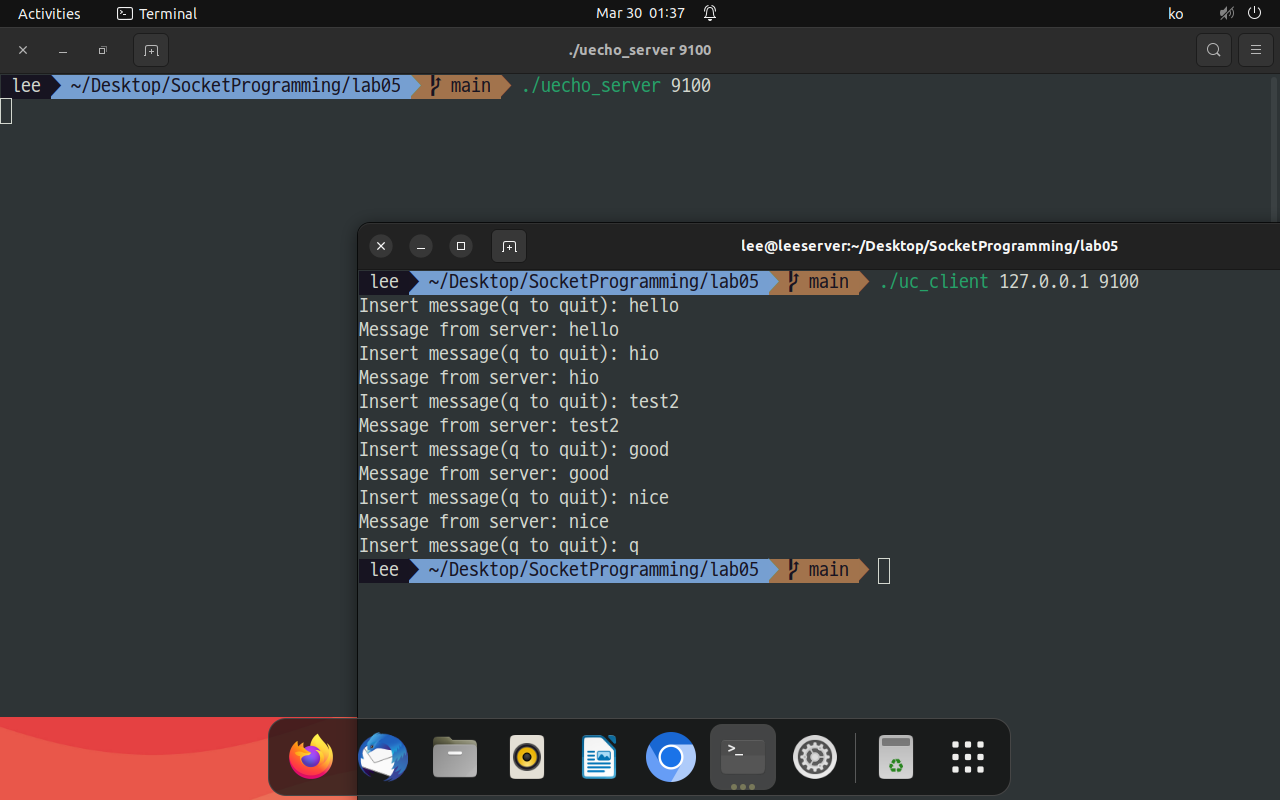 Activities Terminal Mar 30 01:37 ko
./uecho_server 9100
lee ~/Desktop/SocketProgramming/lab05 main ./uecho_server 9100
lee@leeserver:~/Desktop/SocketProgramming/lab05
lee ~/Desktop/SocketProgramming/lab05 main ./uc_client 127.0.0.1 9100
Insert message(q to quit): hello
Message from server: hello
Insert message(q to quit): hio
Message from server: hio
Insert message(q to quit): test2
Message from server: test2
Insert message(q to quit): good
Message from server: good
Insert message(q to quit): nice
Message from server: nice
Insert message(q to quit): q
lee ~/Desktop/SocketProgramming/lab05 main
>_